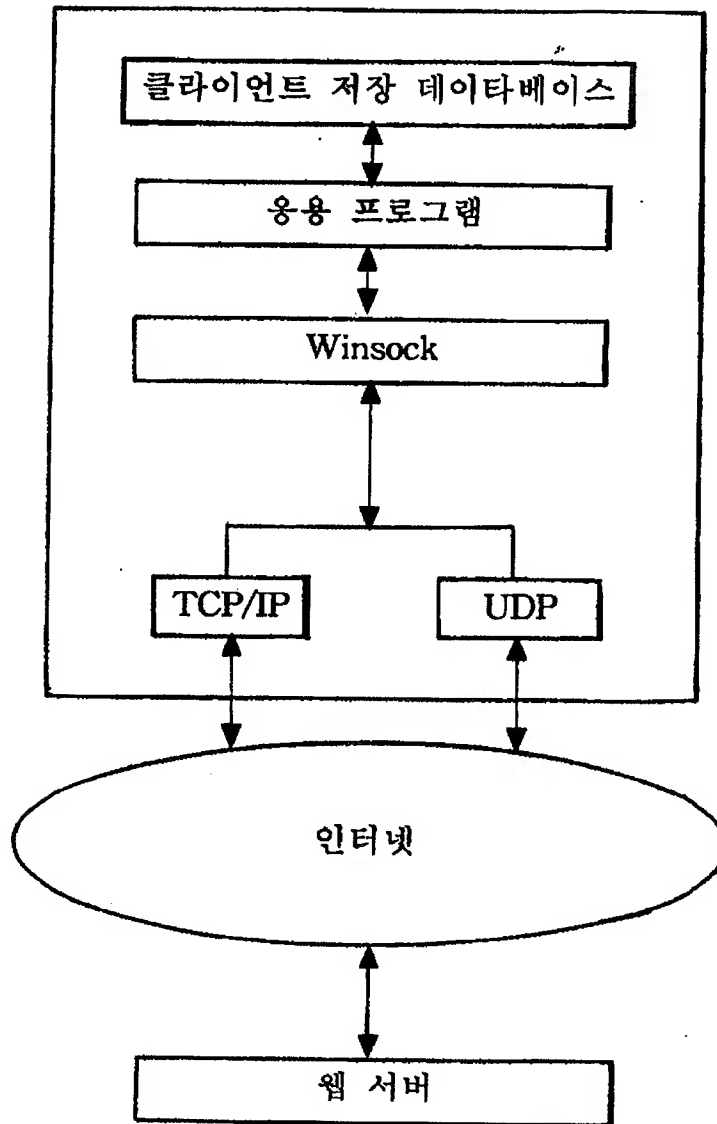 클라이언트 저장 데이타베이스
응용 프로그램
Winsock
TCP/IP
UDP
인터넷
웹 서버